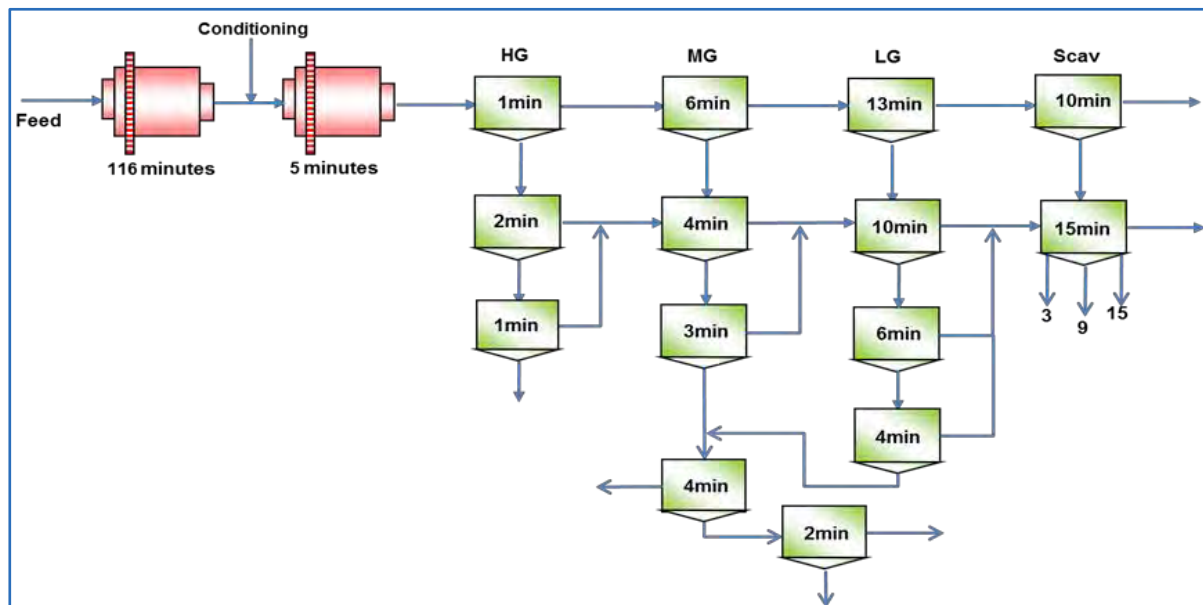 Conditioning
Feed
116 minutes
5 minutes
HG
MG
LG
Scav
1min
6min
13min
10min
2min
4min
10min
15min
1min
3min
6min
3
9
15
4min
4min
2min